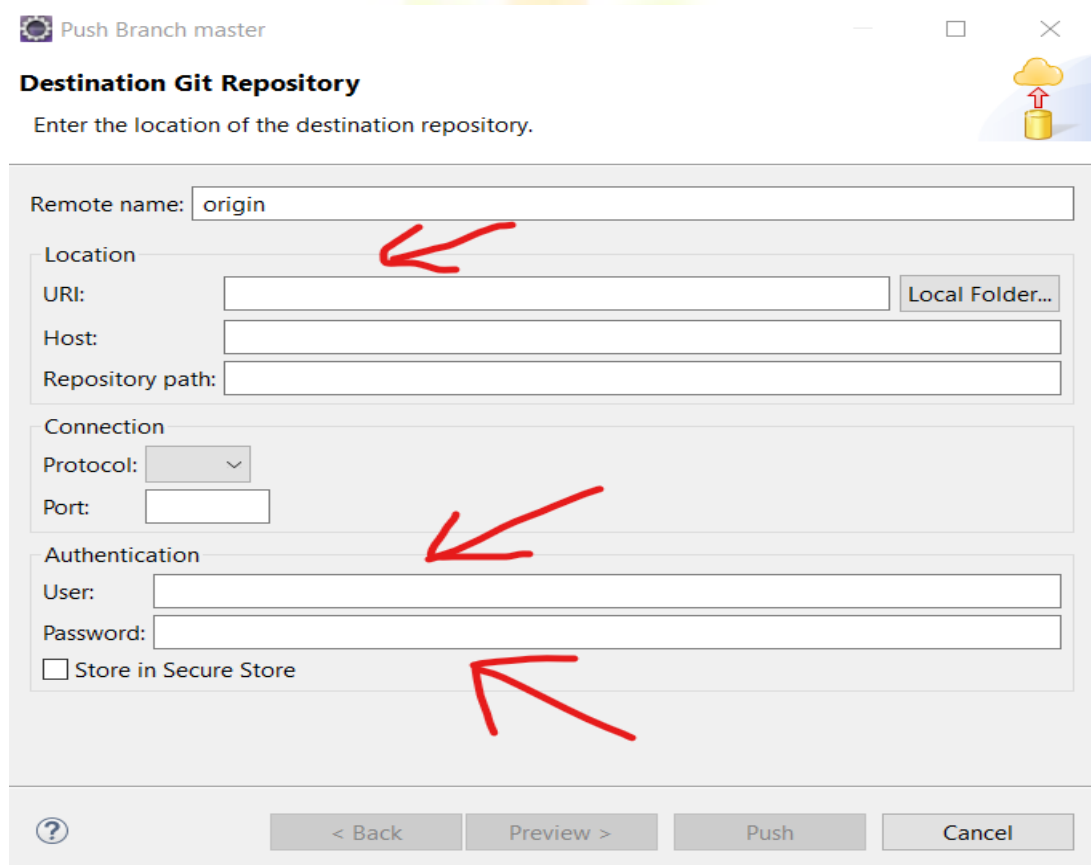 Push Branch master
Destination Git Repository
Enter the location of the destination repository.
Remote name: origin
Location
URI: Local Folder...
Host:
Repository path:
Connection
Protocol:
Port:
Authentication
User:
Password:
Store in Secure Store
? < Back Preview > Push Cancel